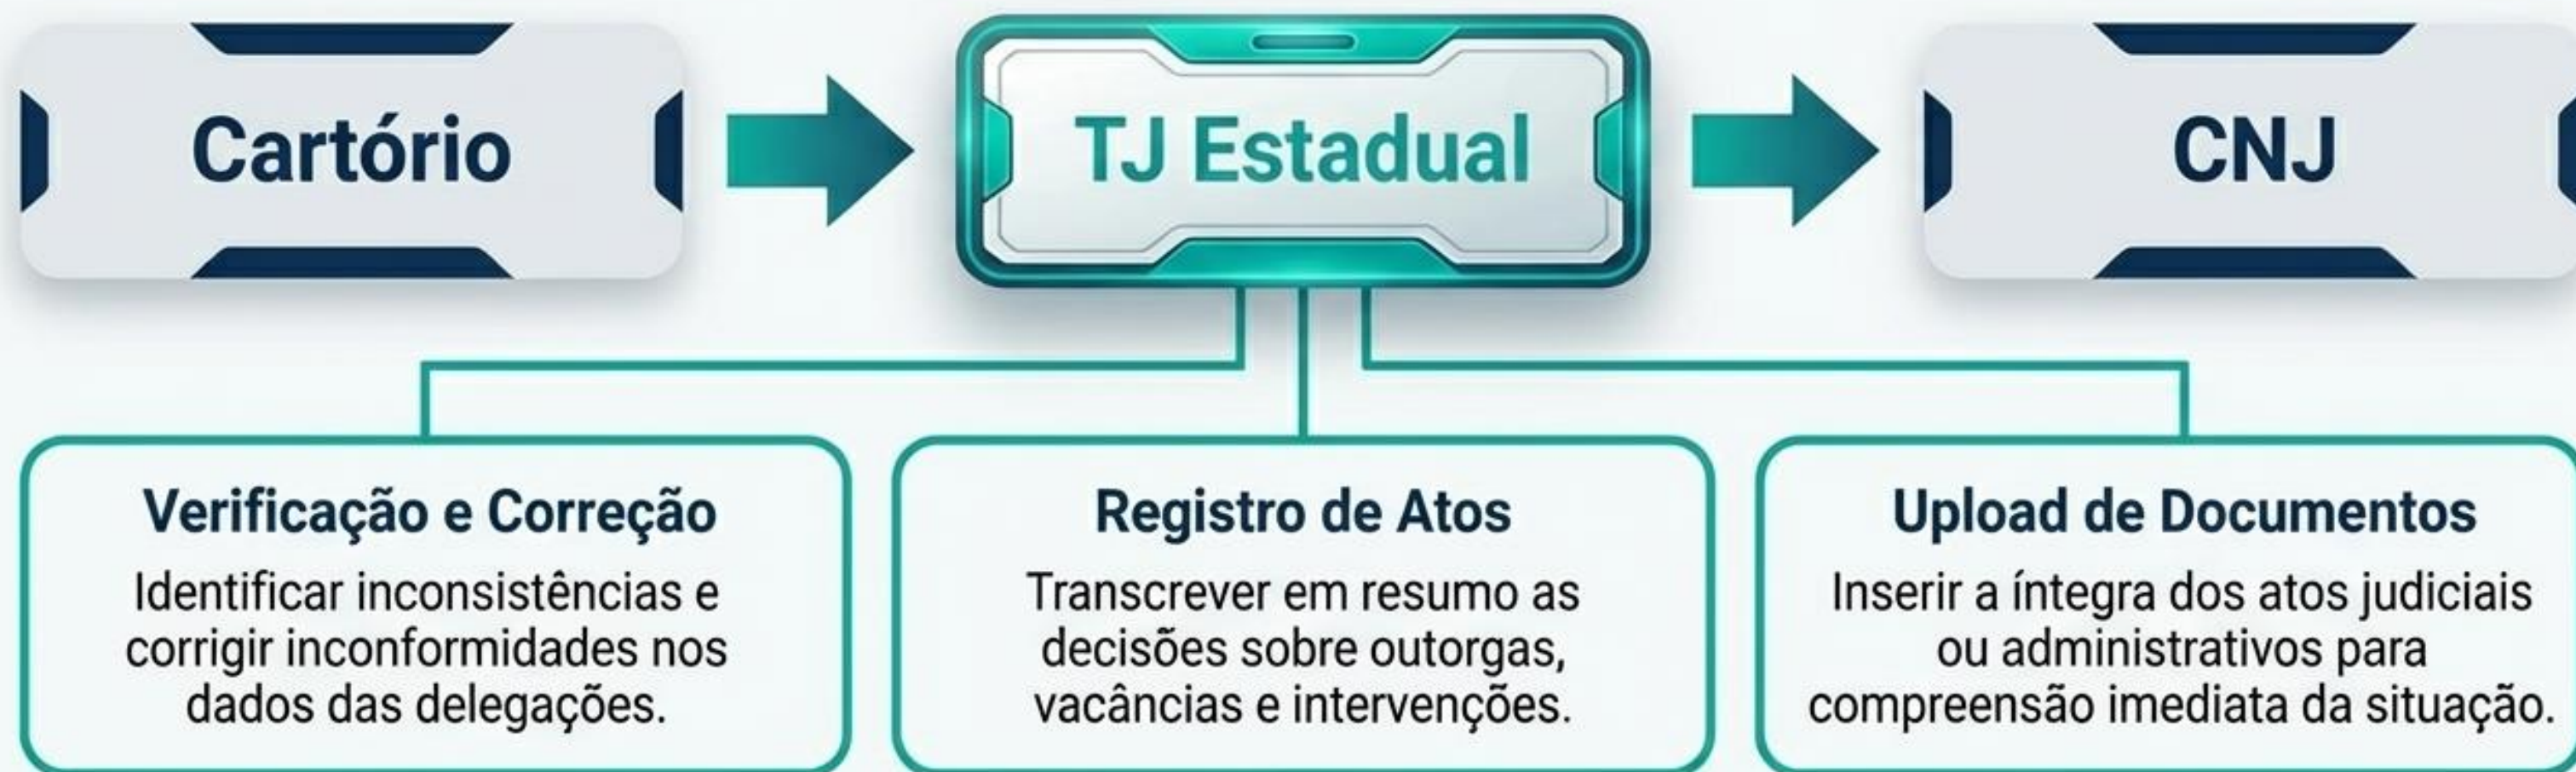 Cartório
TJ Estadual
CNJ
Verificação e Correção
Identificar inconsistências e
corrigir inconformidades nos
dados das delegações.
Registro de Atos
Transcrever em resumo as
decisões sobre outorgas,
vacâncias e intervenções.
Upload de Documentos
Inserir a íntegra dos atos judiciais
ou administrativos para
compreensão imediata da situação.